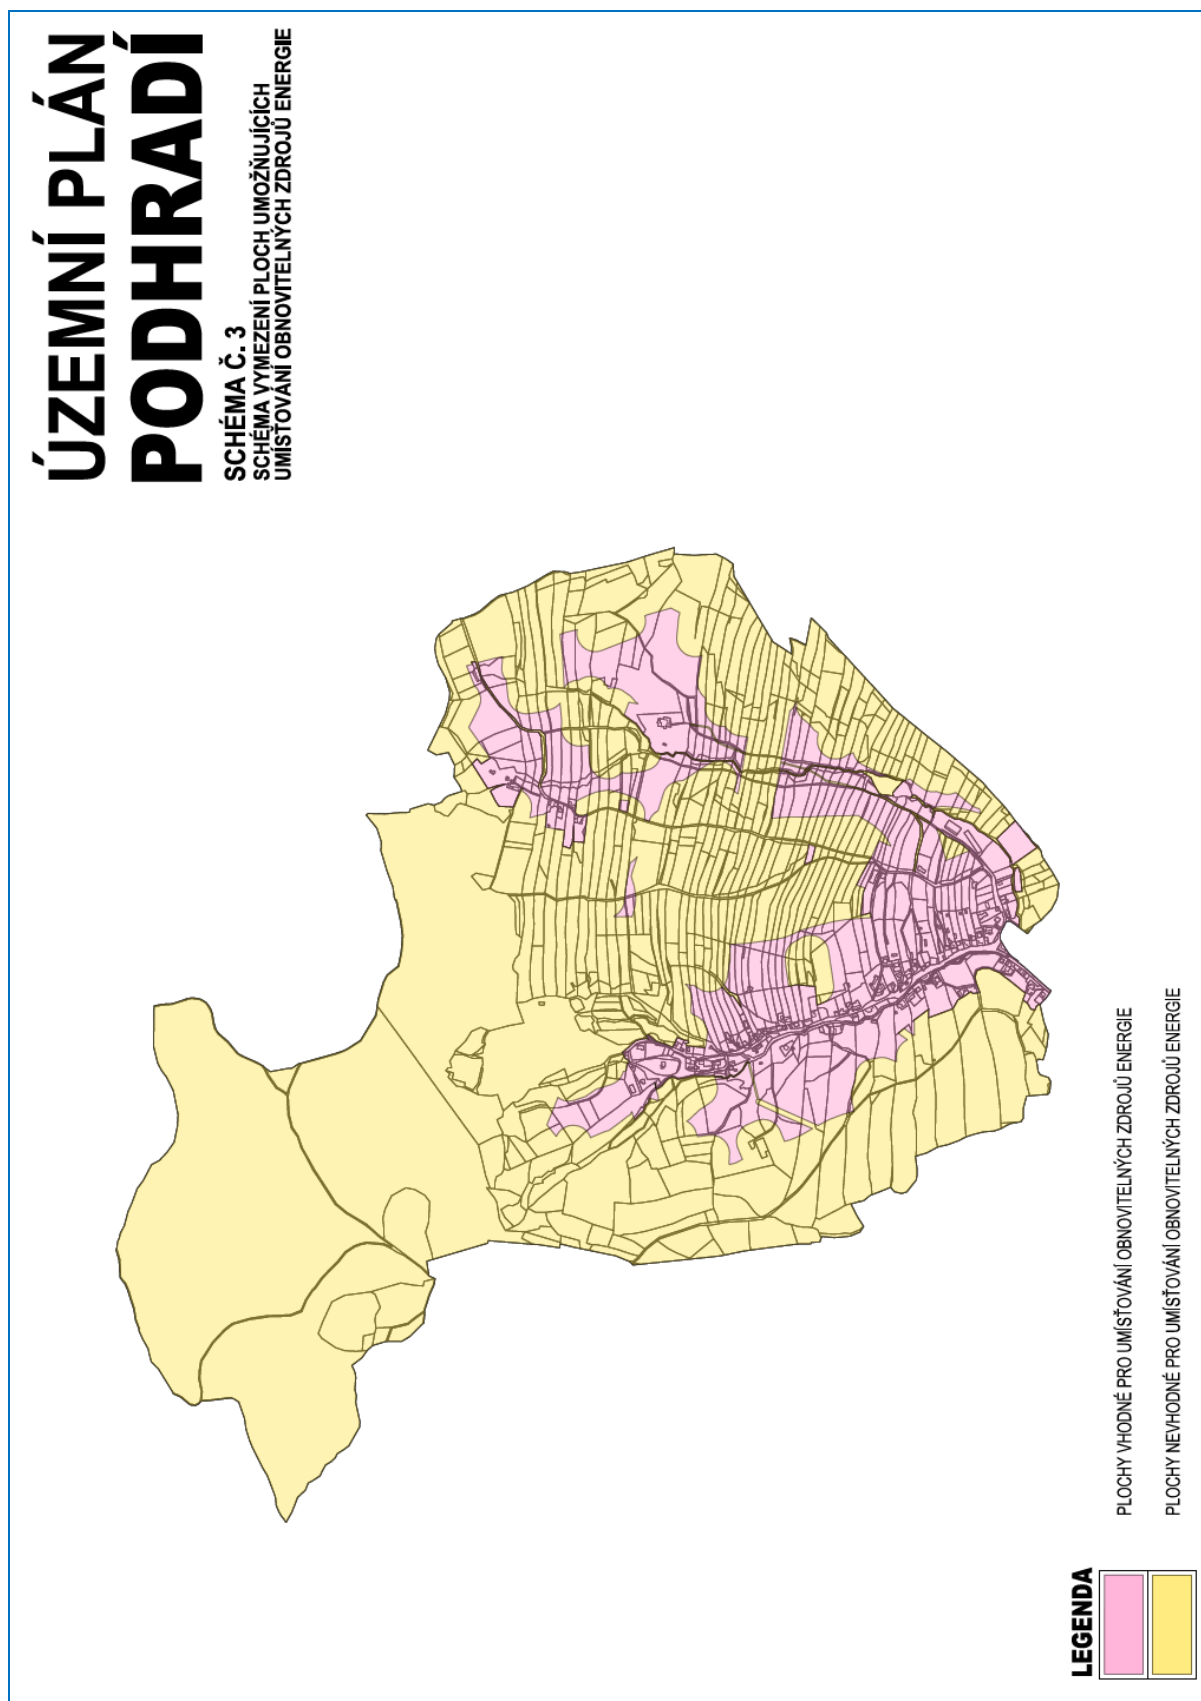 ÚZEMNÍ PLÁN
PODHRADÍ
SCHÉMA Č. 3
SCHÉMA VYMEZENÍ PLOCH UMOŽŇUJÍCÍCH
UMÍSŤOVÁNÍ OBNOVITELNÝCH ZDROJŮ ENERGIE
LEGENDA
PLOCHY VHODNÉ PRO UMÍSŤOVÁNÍ OBNOVITELNÝCH ZDROJŮ ENERGIE
PLOCHY NEVHODNÉ PRO UMÍSŤOVÁNÍ OBNOVITELNÝCH ZDROJŮ ENERGIE